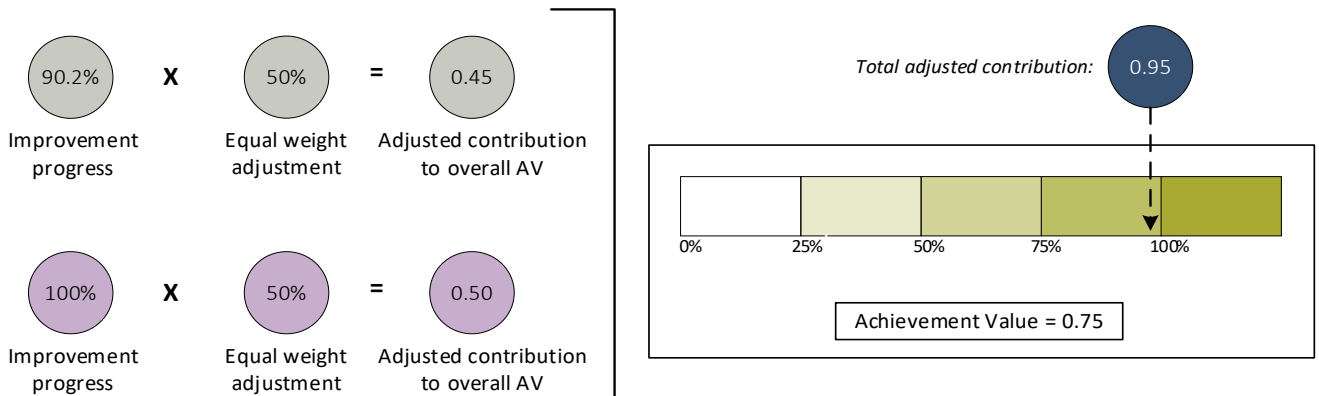 90.2% X 50% = 0.45
Improvement progress
Equal weight adjustment
Adjusted contribution to overall AV
100% X 50% = 0.50
Improvement progress
Equal weight adjustment
Adjusted contribution to overall AV
Total adjusted contribution: 0.95
0% 25% 50% 75% 100%
Achievement Value = 0.75